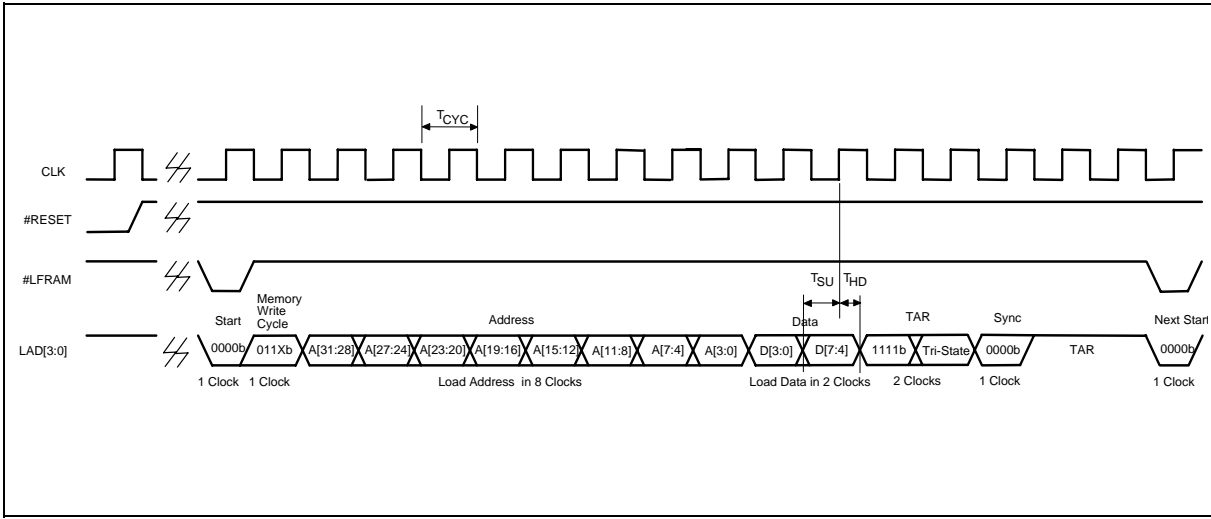 TCYC
CLK
#RESET
#LFRAM
TSU THD
Start
Memory
Write
Cycle
Address
Data
TAR
Sync
Next Start
LAD[3:0]
0000b 011Xb A[31:28] A[27:24] A[23:20] A[19:16] A[15:12] A[11:8] A[7:4] A[3:0] D[3:0] D[7:4] 1111b Tri-State 0000b TAR 0000b
1 Clock 1 Clock Load Address in 8 Clocks Load Data in 2 Clocks 2 Clocks 1 Clock 1 Clock